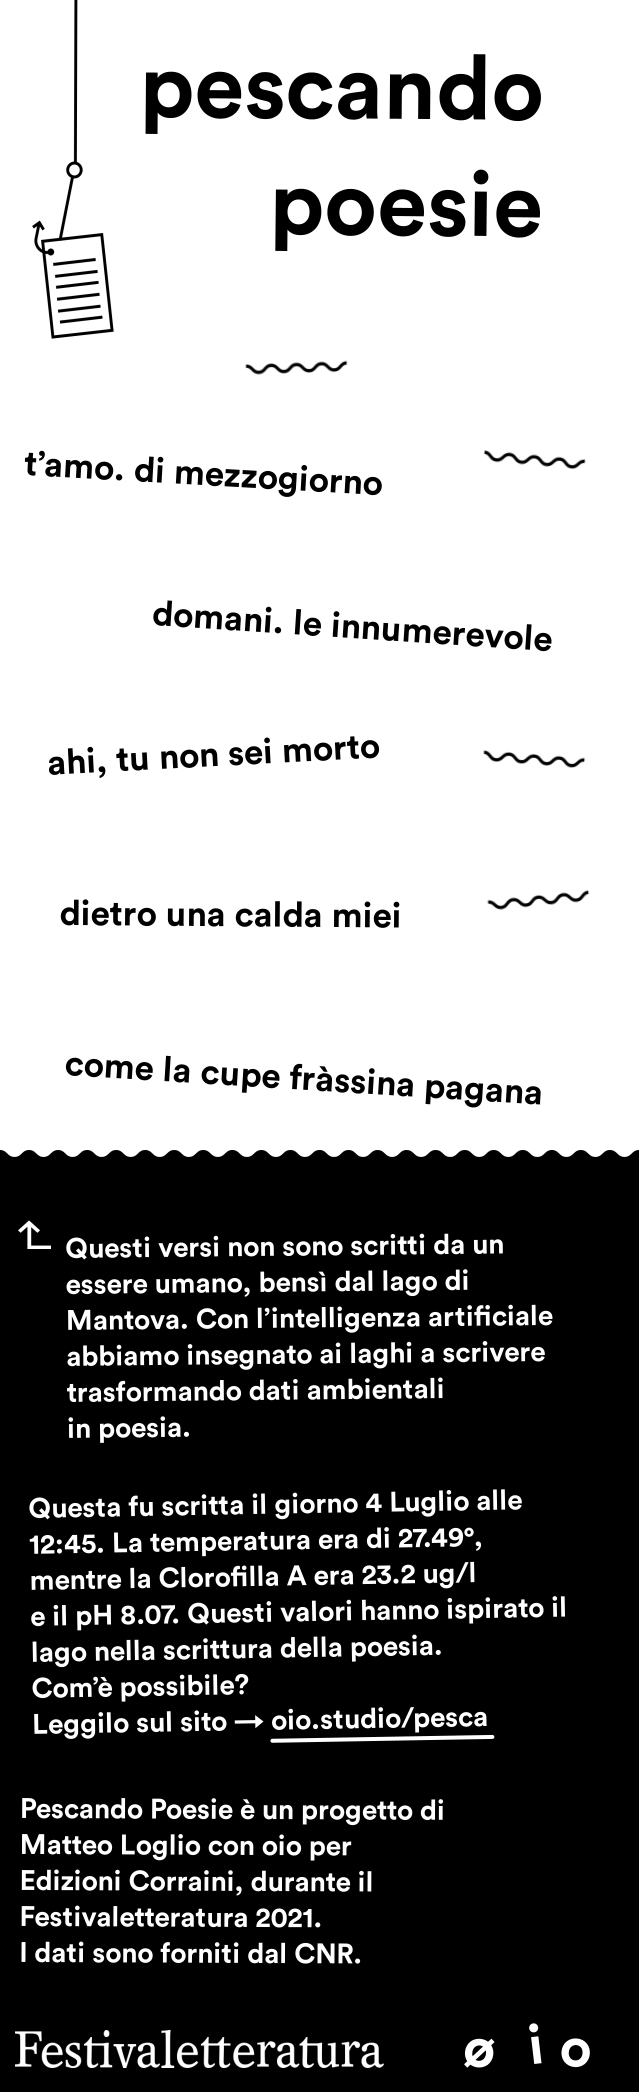 pescando
poesie
t’amo. di mezzogiorno
domani. le innumerevole
ahi, tu non sei morto
dietro una calda miei
come la cupe fràssina pagana
Questi versi non sono scritti da un
essere umano, bensì dal lago di
Mantova. Con l’intelligenza artificiale
abbiamo insegnato ai laghi a scrivere
trasformando dati ambientali
in poesia.
Questa fu scritta il giorno 4 Luglio alle
12:45. La temperatura era di 27.49°,
mentre la Clorofilla A era 23.2 ug/l
e il pH 8.07. Questi valori hanno ispirato il
lago nella scrittura della poesia.
Com’è possibile?
Leggilo sul sito → oio.studio/pesca
Pescando Poesie è un progetto di
Matteo Loglio con oio per
Edizioni Corraini, durante il
Festivaletteratura 2021.
I dati sono forniti dal CNR.
Festivaletteratura øio